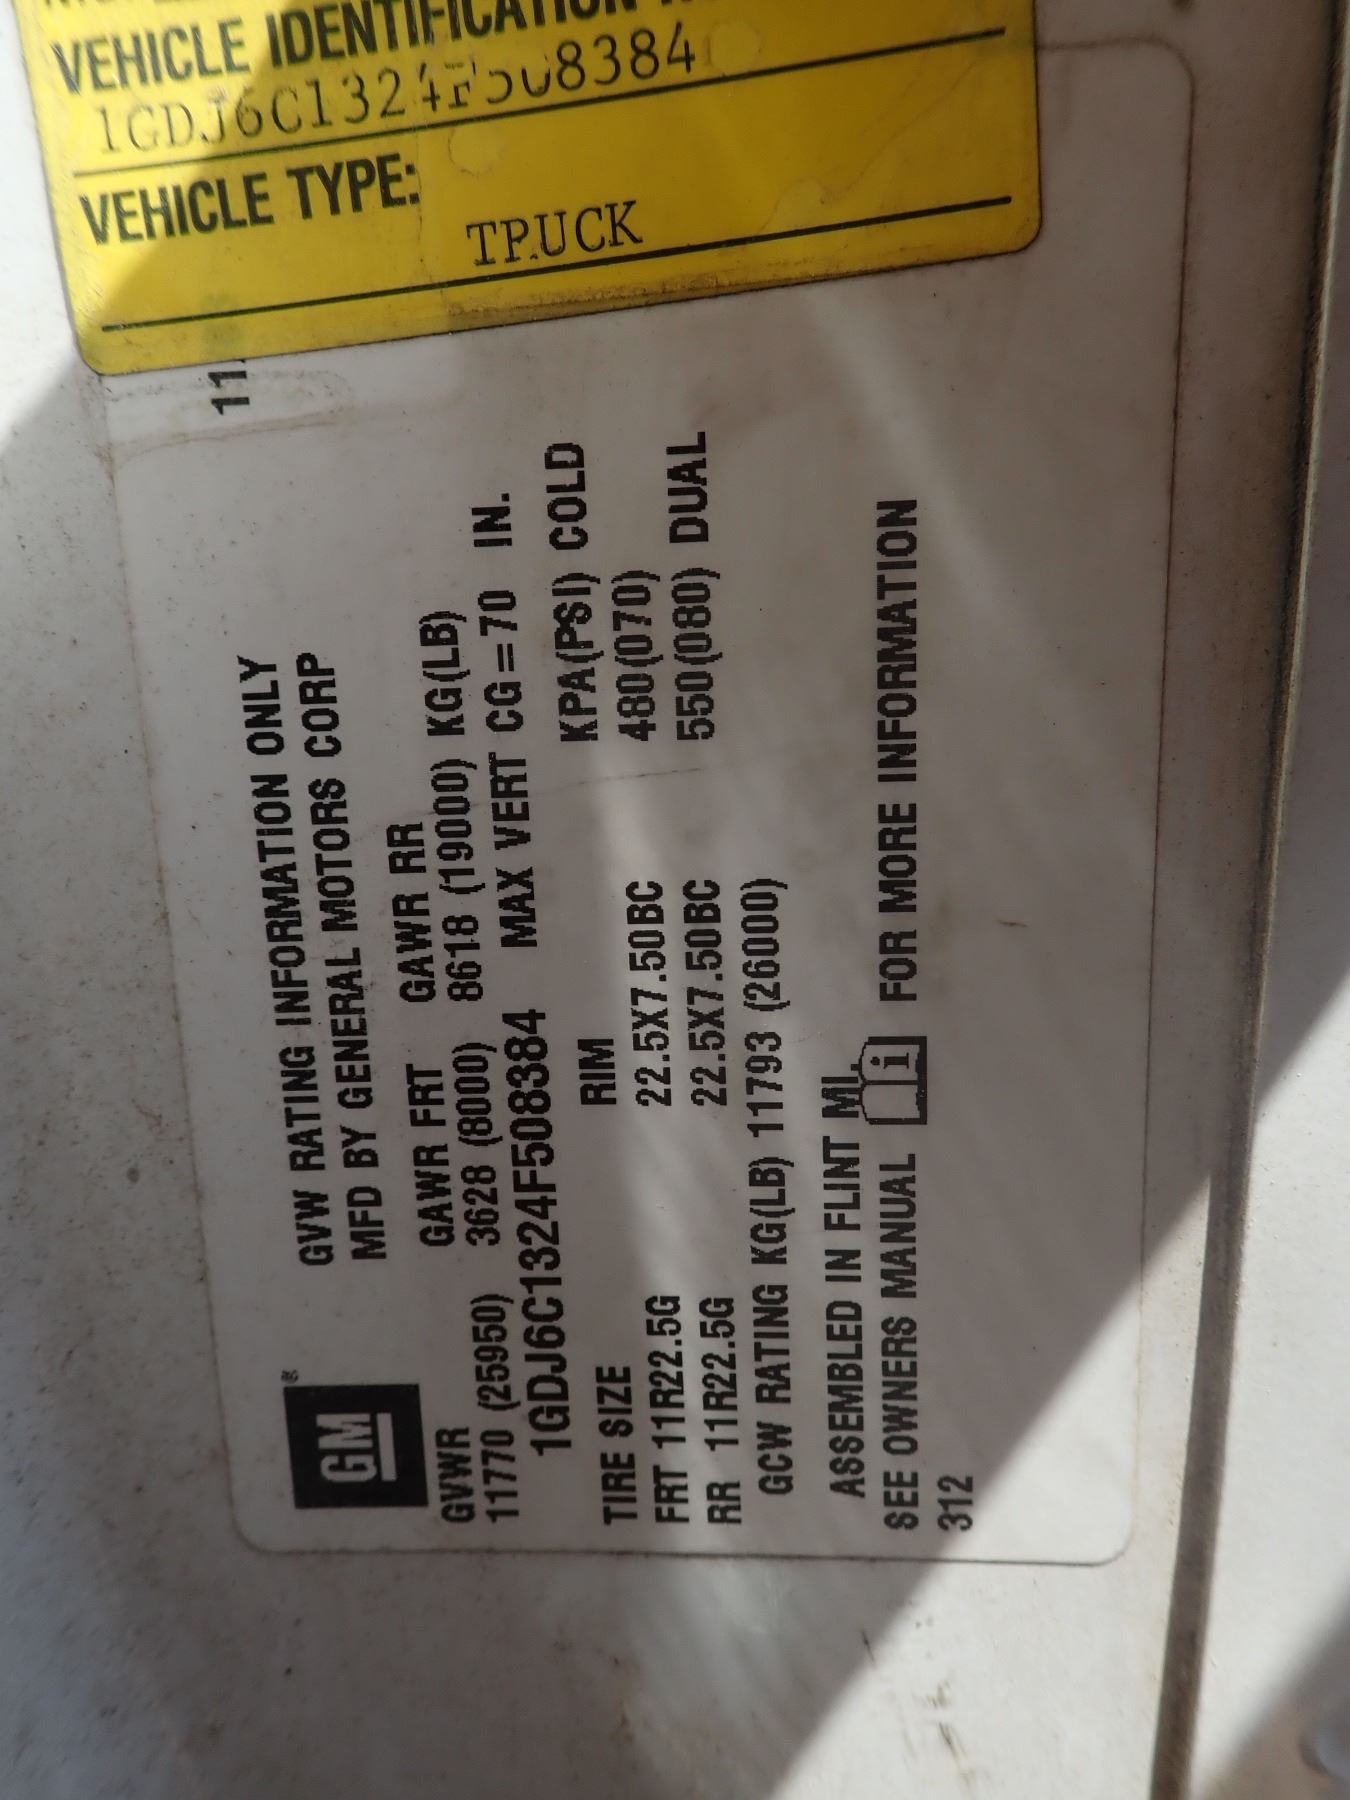 VEHICLE IDENTIFICATION
1GDJ6C1324F508384
VEHICLE TYPE:
TRUCK
11
GM
®
GVW RATING INFORMATION ONLY
MFD BY GENERAL MOTORS CORP
GVWR GAWR FRT GAWR RR
11770 (25950) 3628 (8000) 8618 (19000) KG(LB)
1GDJ6C1324F508384 MAX VERT CG=70 IN.
TIRE SIZE RIM KPA(PSI) COLD
FRT 11R22.5G 22.5X7.50BC 480(070)
RR 11R22.5G 22.5X7.50BC 550(080) DUAL
GCW RATING KG(LB) 11793 (26000)
ASSEMBLED IN FLINT MI.
SEE OWNERS MANUAL i FOR MORE INFORMATION
312